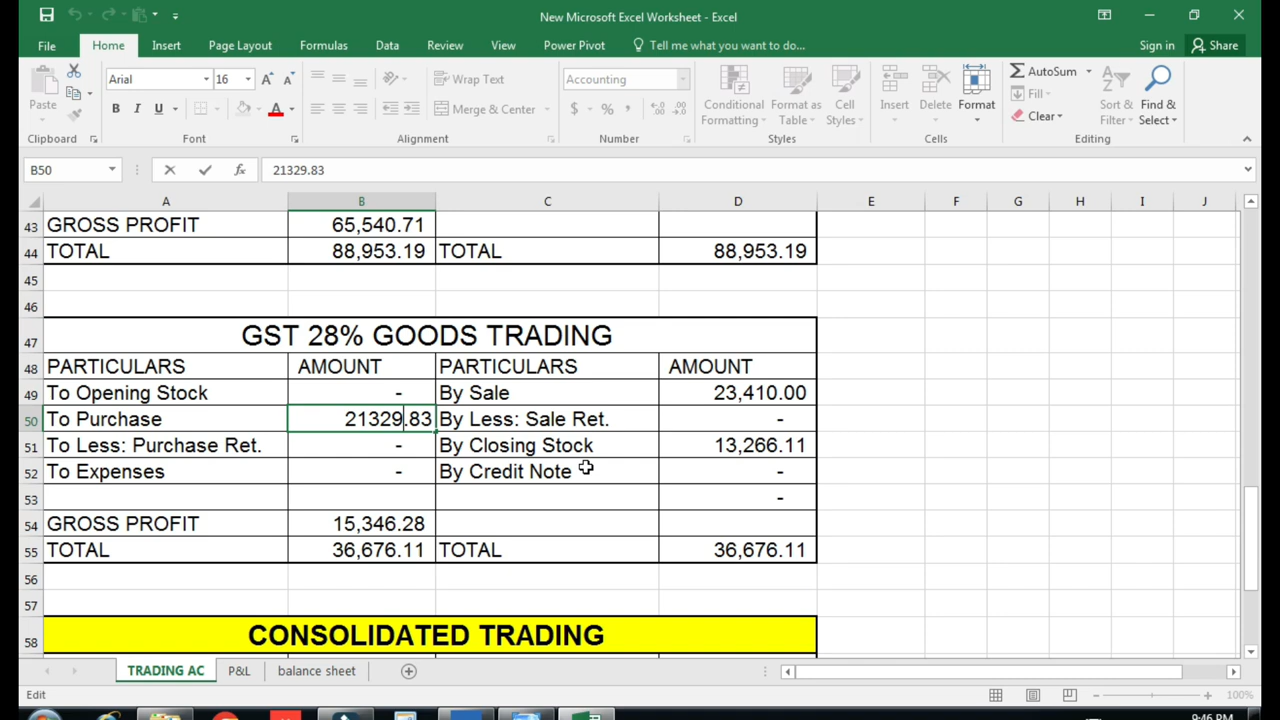 New Microsoft Excel Worksheet - Excel
File Home Insert Page Layout Formulas Data Review View Power Pivot Tell me what you want to do... Sign in Share
Arial 16 Wrap Text Accounting AutoSum
Paste B I U Merge & Center $ % , Conditional Formatting Format as Table Cell Styles Insert Delete Format Fill Sort & Filter Find & Select
Clear
Clipboard Font Alignment Number Styles Cells Editing
B50 fx 21329.83
A B C D E F G H I J
43 GROSS PROFIT 65,540.71
44 TOTAL 88,953.19 TOTAL 88,953.19
45
46
47 GST 28% GOODS TRADING
48 PARTICULARS AMOUNT PARTICULARS AMOUNT
49 To Opening Stock - By Sale 23,410.00
50 To Purchase 21329.83 By Less: Sale Ret. -
51 To Less: Purchase Ret. - By Closing Stock 13,266.11
52 To Expenses - By Credit Note -
53 -
54 GROSS PROFIT 15,346.28
55 TOTAL 36,676.11 TOTAL 36,676.11
56
57
58 CONSOLIDATED TRADING
TRADING AC P&L balance sheet
Edit 100%
9:46 PM